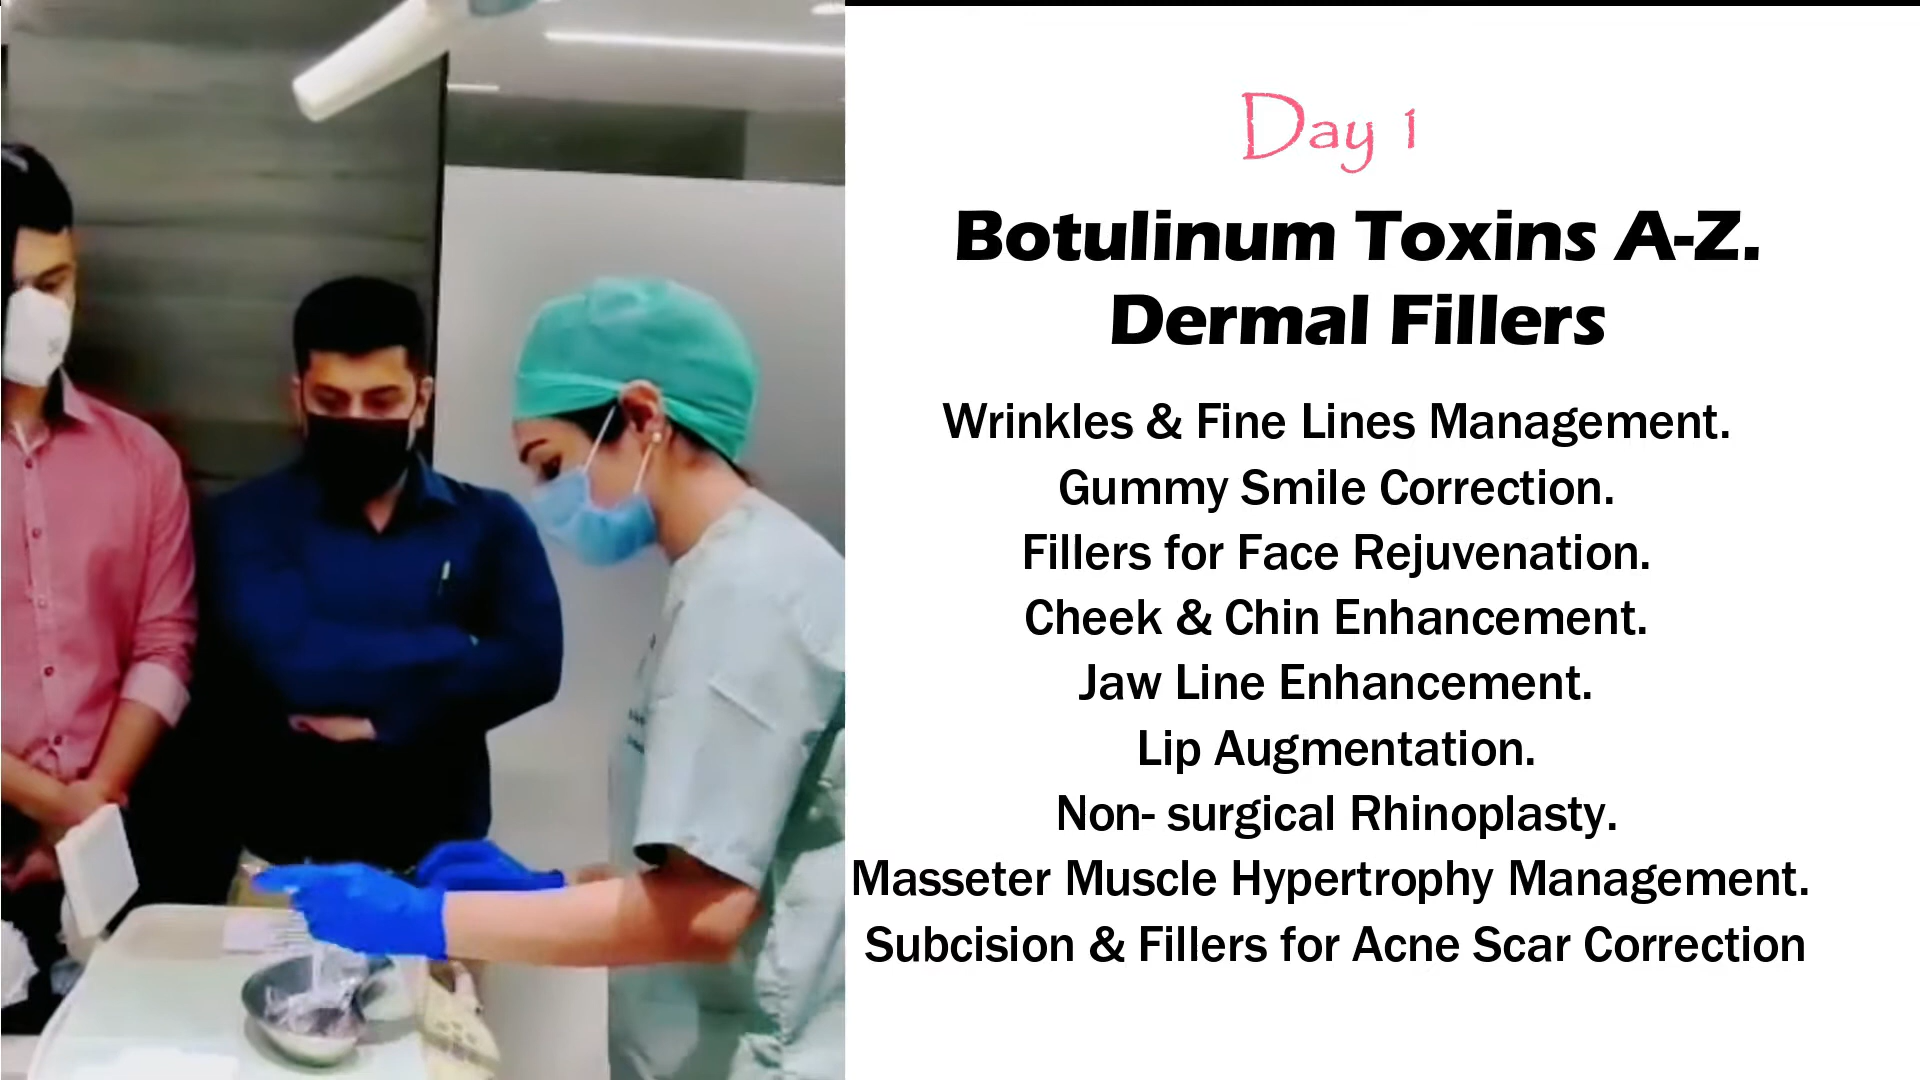 Day 1
Botulinum Toxins A-Z.
Dermal Fillers
Wrinkles & Fine Lines Management.
Gummy Smile Correction.
Fillers for Face Rejuvenation.
Cheek & Chin Enhancement.
Jaw Line Enhancement.
Lip Augmentation.
Non- surgical Rhinoplasty.
Masseter Muscle Hypertrophy Management.
Subcision & Fillers for Acne Scar Correction